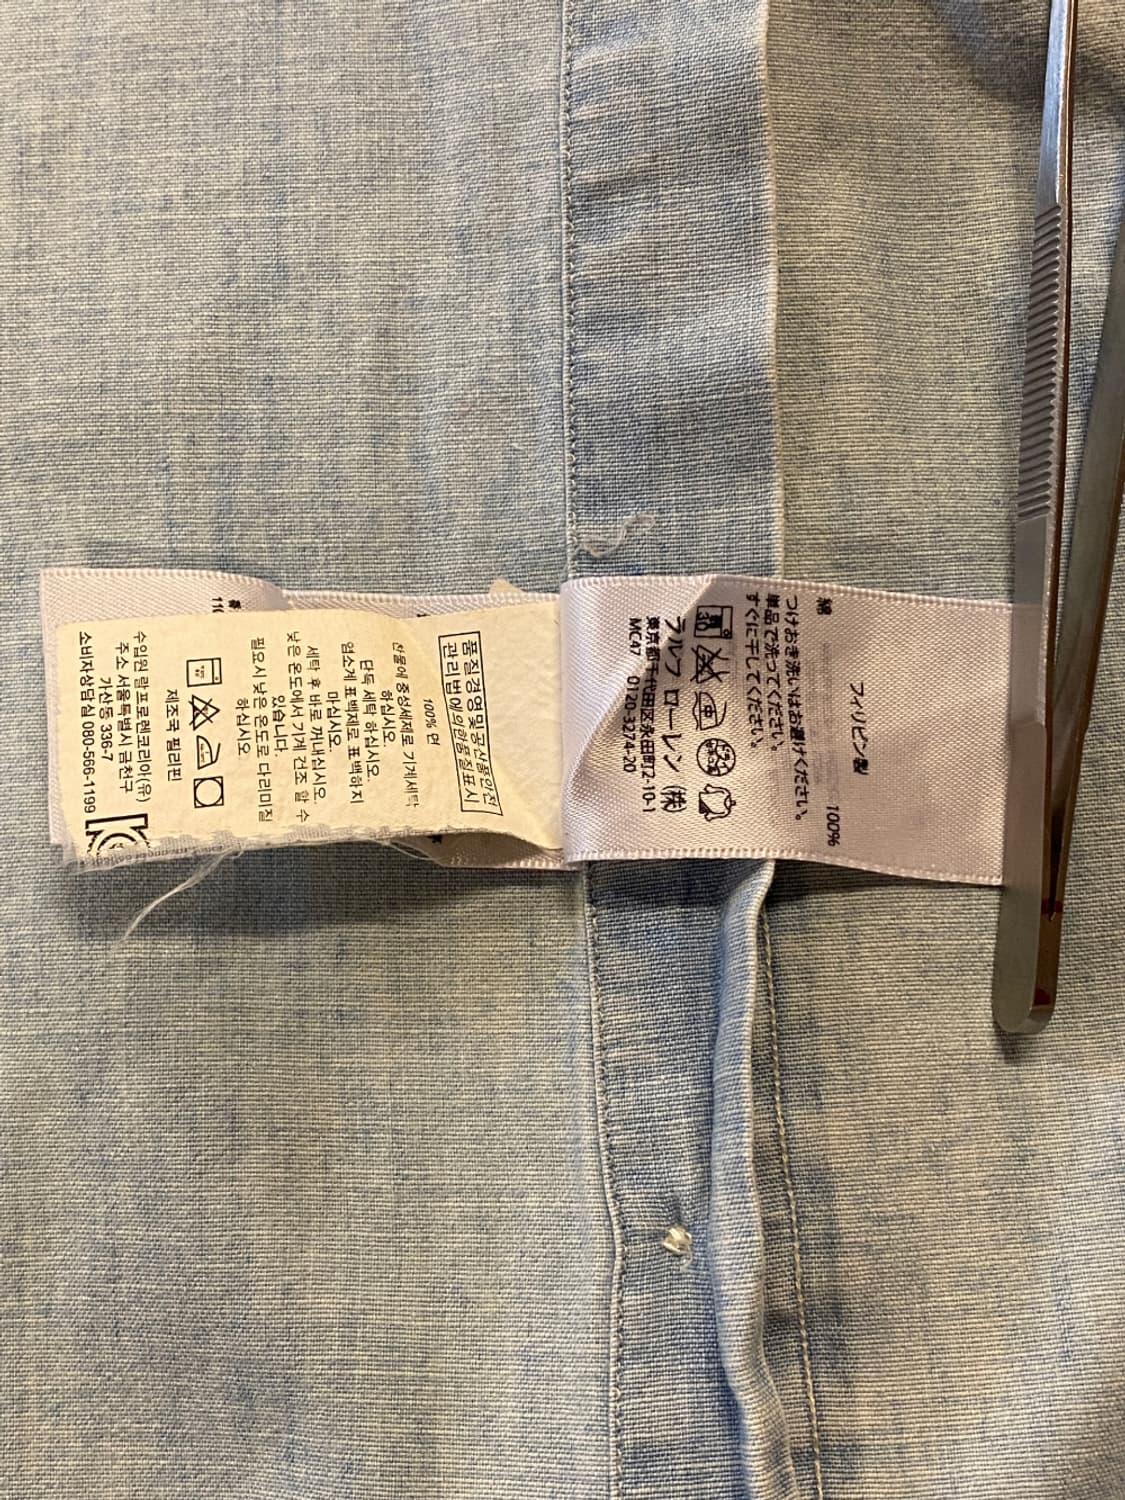 품질경영및공산품안전
관리법에의한품질표시
100% 면
찬물에 중성세제로 기계세탁
하십시오.
단독 세탁 하십시오.
염소계 표백제로 표백하지
마십시오.
세탁 후 바로 꺼내십시오.
낮은 온도에서 기계 건조 할 수
있습니다.
필요시 낮은 온도로 다리미질
하십시오.
제조국 필리핀
수입원 랄프로렌코리아(유)
주소 서울특별시 금천구
가산동 336-7
소비자상담실 080-566-1199
フィリピン製
綿 100%
つけおき洗いはお避けください。
単品で洗ってください。
すぐに干してください。
30
ラルフ ローレン (株)
東京都千代田区永田町2-10-1
MC47 0120-3274-20